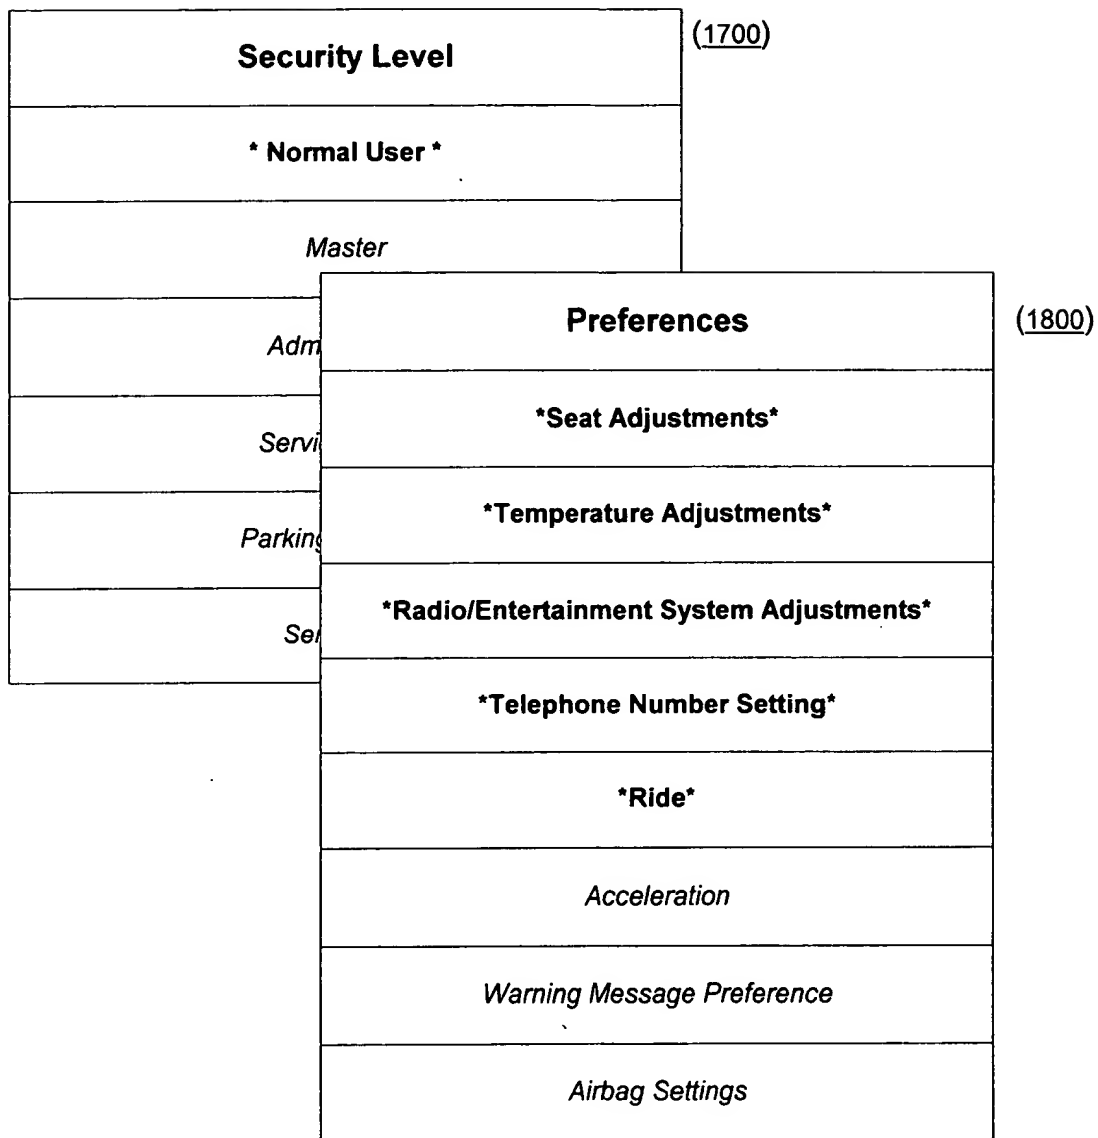 Security Level
(1700)
* Normal User *
Master
Adm
Servi
Parking
Ser
Preferences
(1800)
*Seat Adjustments*
*Temperature Adjustments*
*Radio/Entertainment System Adjustments*
*Telephone Number Setting*
*Ride*
Acceleration
Warning Message Preference
Airbag Settings